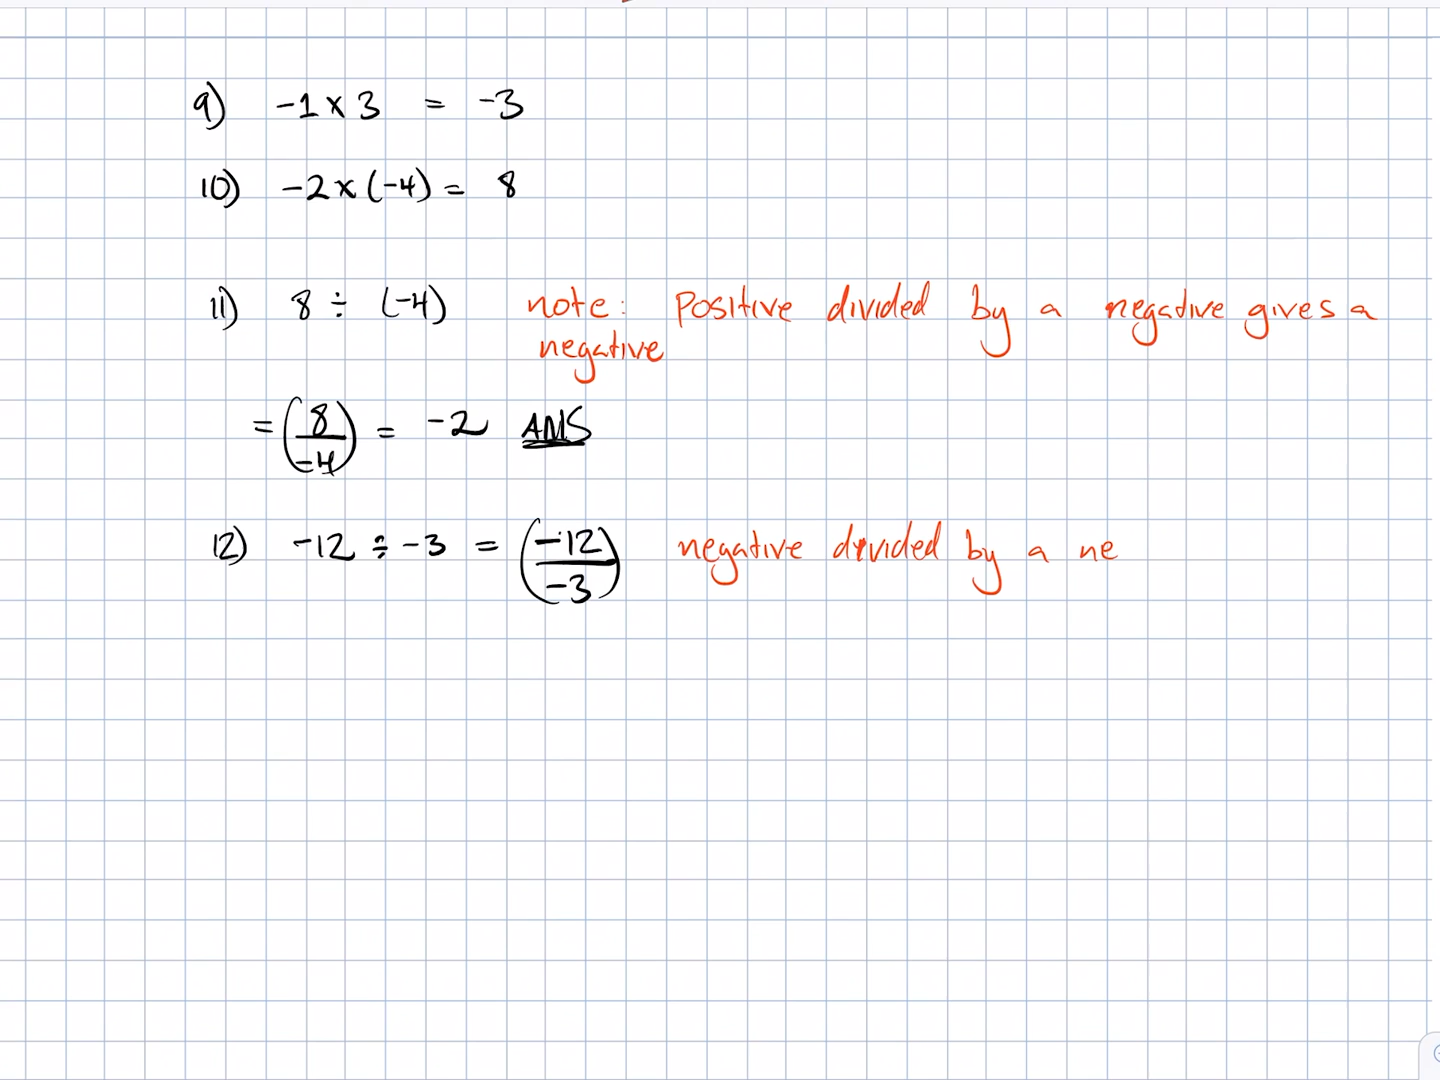 9) -1 × 3 = -3
10) -2 × (-4) = 8
11) 8 ÷ (-4) note: Positive divided by a negative gives a
negative
= (8/-4) = -2 ANS
12) -12 ÷ -3 = (-12/-3) negative divided by a ne